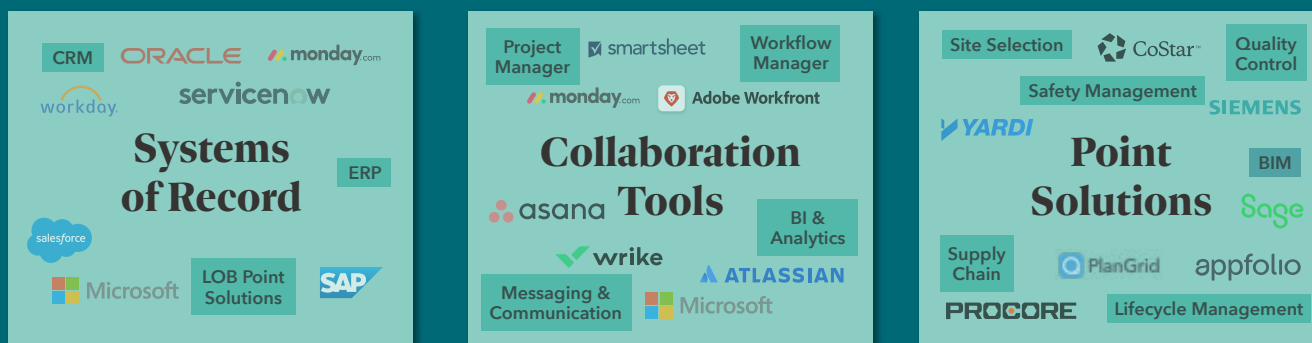 CRM
ORACLE
monday.com
workday.
servicenow
Systems
of Record
ERP
salesforce
Microsoft
LOB Point
Solutions
SAP
Project
Manager
smartsheet
Workflow
Manager
monday.com
Adobe Workfront
Collaboration
Tools
asana
BI &
Analytics
wrike
ATLASSIAN
Messaging &
Communication
Microsoft
Site Selection
CoStar™
Quality
Control
Safety Management
SIEMENS
YARDI
Point
Solutions
BIM
Sage
Supply
Chain
PlanGrid
appfolio
PROCORE
Lifecycle Management